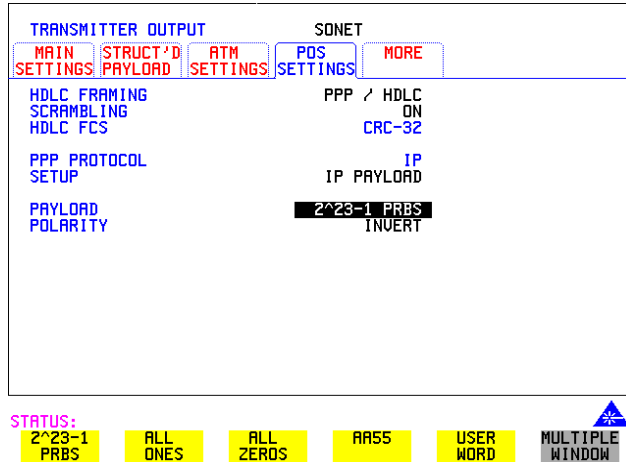 TRANSMITTER OUTPUT SONET
MAIN SETTINGS
STRUCT'D PAYLOAD
ATM SETTINGS
POS SETTINGS
MORE
HDLC FRAMING PPP / HDLC
SCRAMBLING ON
HDLC FCS CRC-32
PPP PROTOCOL IP
SETUP IP PAYLOAD
PAYLOAD 2^23-1 PRBS
POLARITY INVERT
STATUS:
2^23-1 PRBS
ALL ONES
ALL ZEROS
AA55
USER WORD
MULTIPLE WINDOW